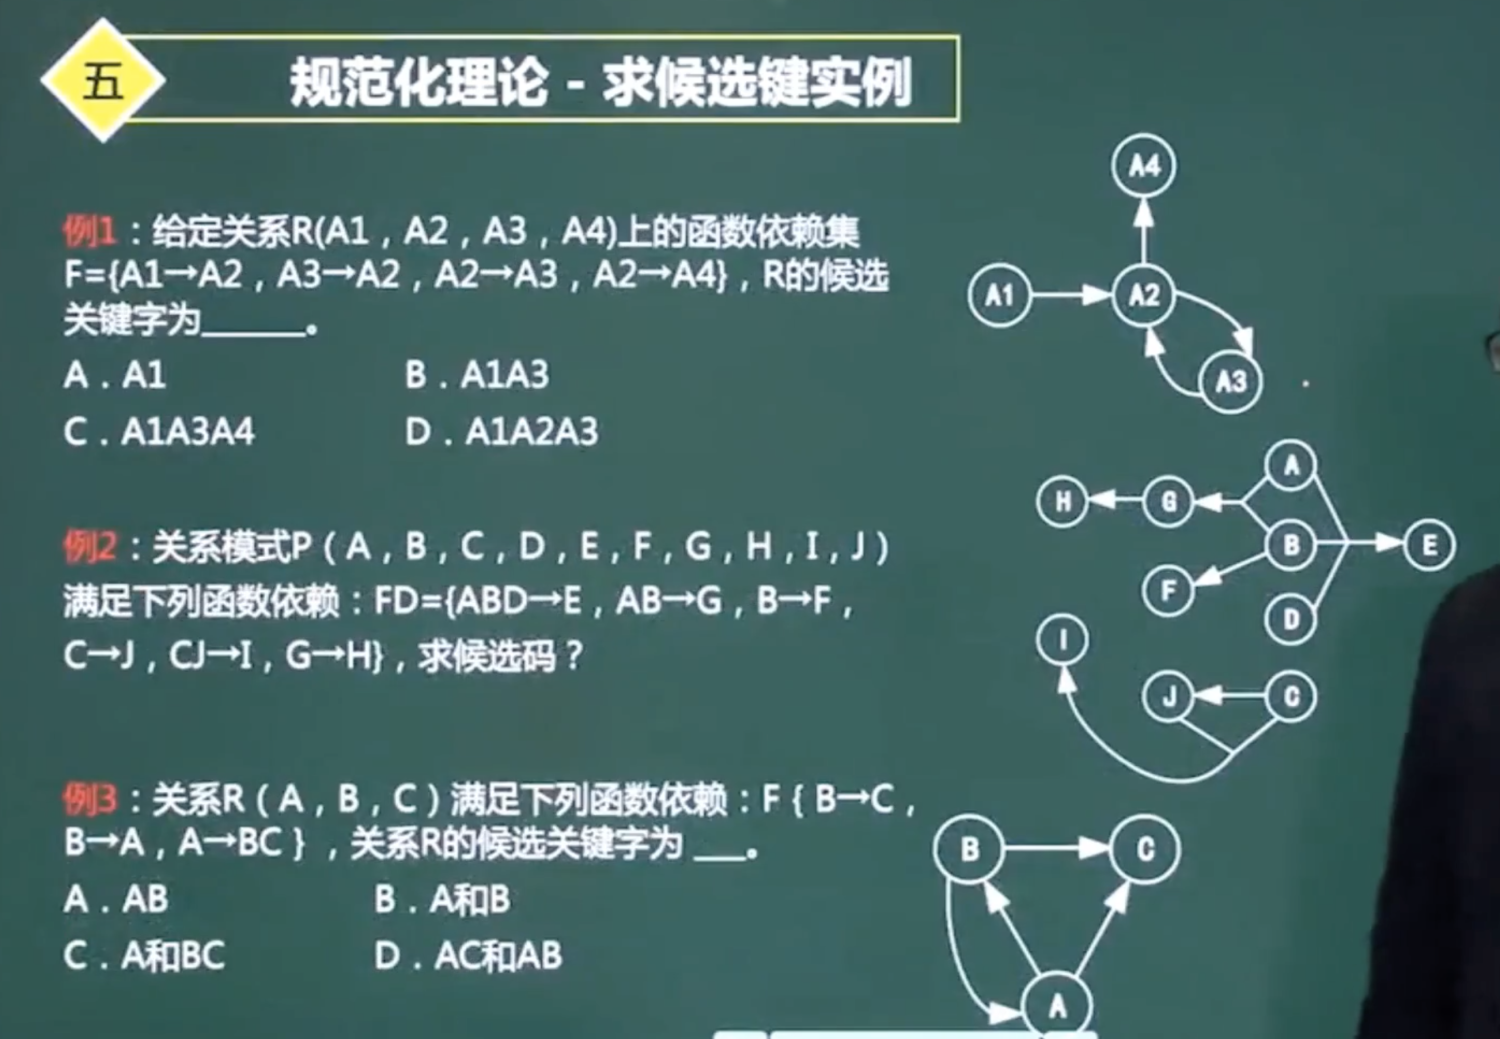 五
规范化理论 - 求候选键实例
例1：给定关系R(A1，A2，A3，A4)上的函数依赖集
F={A1→A2，A3→A2，A2→A3，A2→A4}，R的候选
关键字为______。
A．A1 B．A1A3
C．A1A3A4 D．A1A2A3
A4
A1
A2
A3
例2：关系模式P（A，B，C，D，E，F，G，H，I，J）
满足下列函数依赖：FD={ABD→E，AB→G，B→F，
C→J，CJ→I，G→H}，求候选码？
A
H
G
B
E
F
D
I
J
C
例3：关系R（A，B，C）满足下列函数依赖：F｛B→C，
B→A，A→BC｝，关系R的候选关键字为 ___。
A．AB B．A和B
C．A和BC D．AC和AB
B
C
A